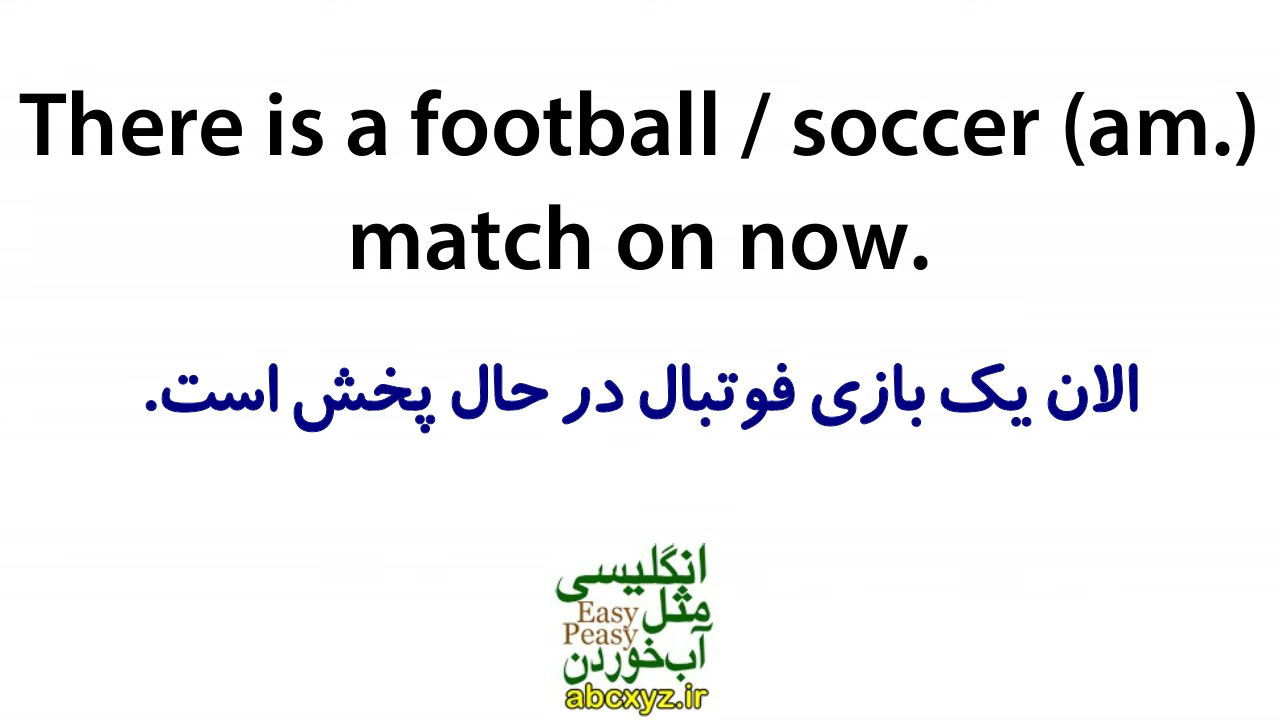 There is a football / soccer (am.)
match on now.
الان یک بازی فوتبال در حال پخش است.
انگلیسی
مثل
Easy
Peasy
آب خوردن
abcxyz.ir